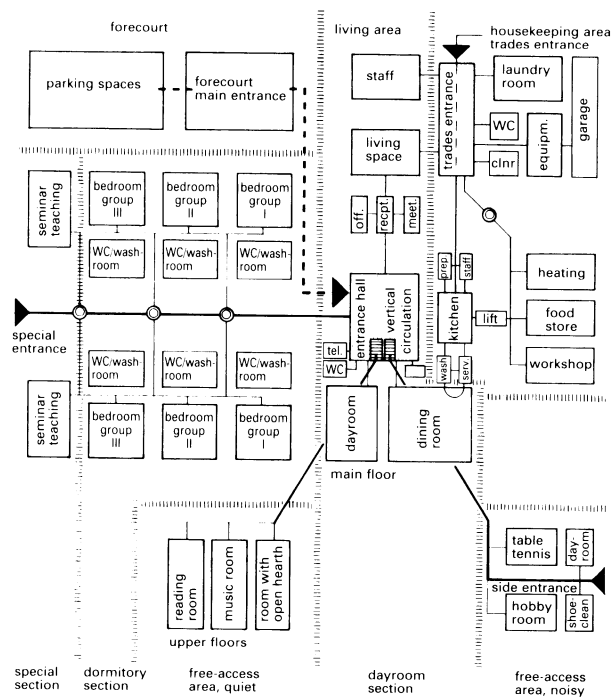 forecourt
living area
housekeeping area
trades entrance
parking spaces
forecourt
main entrance
staff
trades entrance
laundry
room
garage
WC
equipm.
clnr
living
space
seminar
teaching
bedroom
group
III
bedroom
group
II
bedroom
group
I
off.
recpt.
meet.
WC/wash-
room
WC/wash-
room
WC/wash-
room
prep
staff
heating
entrance hall
vertical
circulation
kitchen
lift
food
store
special
entrance
tel.
WC
wash
serv.
workshop
WC/wash-
room
WC/wash-
room
WC/wash-
room
seminar
teaching
bedroom
group
III
bedroom
group
II
bedroom
group
I
dayroom
dining
room
main floor
reading
room
music room
room with
open hearth
upper floors
table
tennis
day-
room
side entrance
hobby
room
shoe-
clean
special
section
dormitory
section
free-access
area, quiet
dayroom
section
free-access
area, noisy